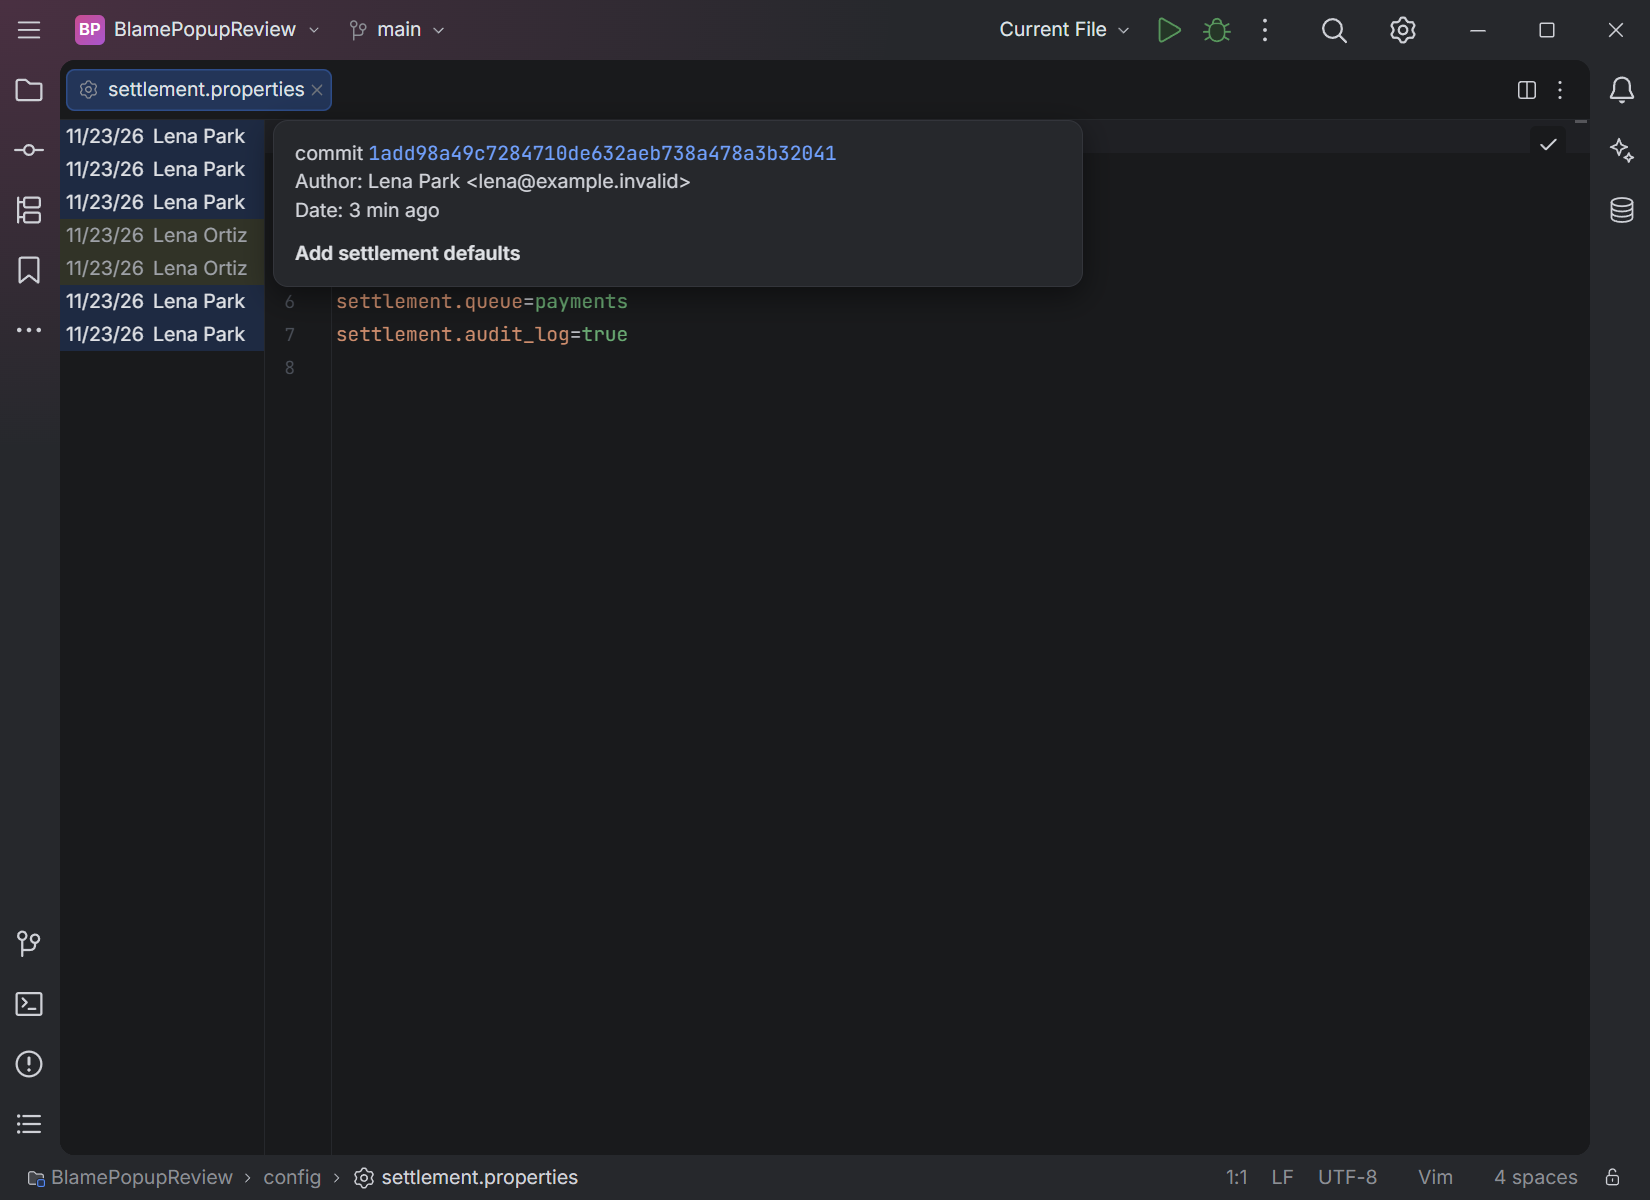 BP BlamePopupReview main Current File
settlement.properties
11/23/26 Lena Park
11/23/26 Lena Park
11/23/26 Lena Park
11/23/26 Lena Ortiz
11/23/26 Lena Ortiz
11/23/26 Lena Park
11/23/26 Lena Park
commit 1add98a49c7284710de632aeb738a478a3b32041
Author: Lena Park <lena@example.invalid>
Date: 3 min ago
Add settlement defaults
6 settlement.queue=payments
7 settlement.audit_log=true
8
BlamePopupReview › config › settlement.properties 1:1 LF UTF-8 Vim 4 spaces